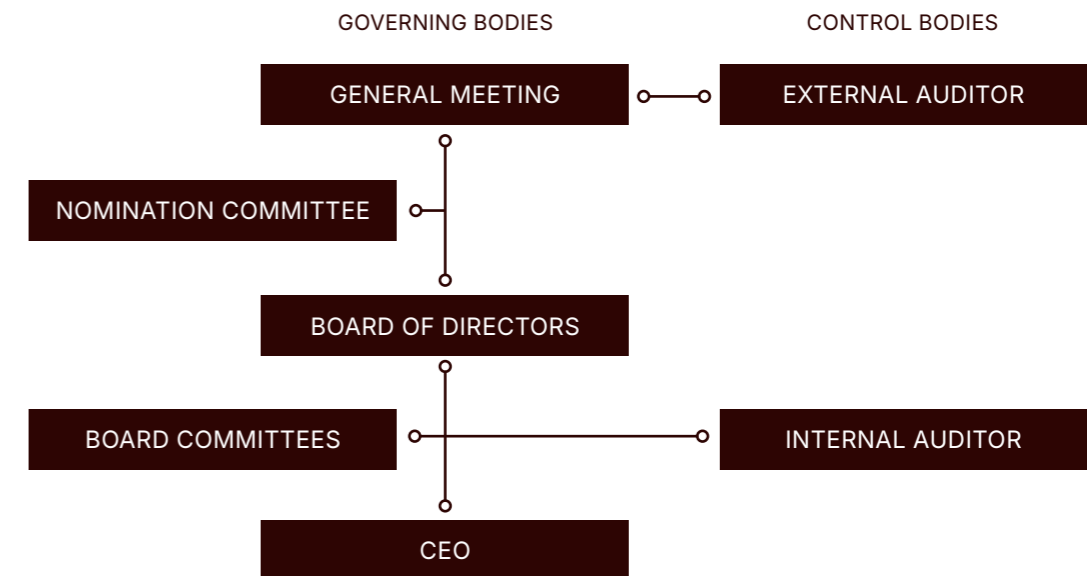 GOVERNING BODIES
CONTROL BODIES
GENERAL MEETING
EXTERNAL AUDITOR
NOMINATION COMMITTEE
BOARD OF DIRECTORS
BOARD COMMITTEES
INTERNAL AUDITOR
CEO